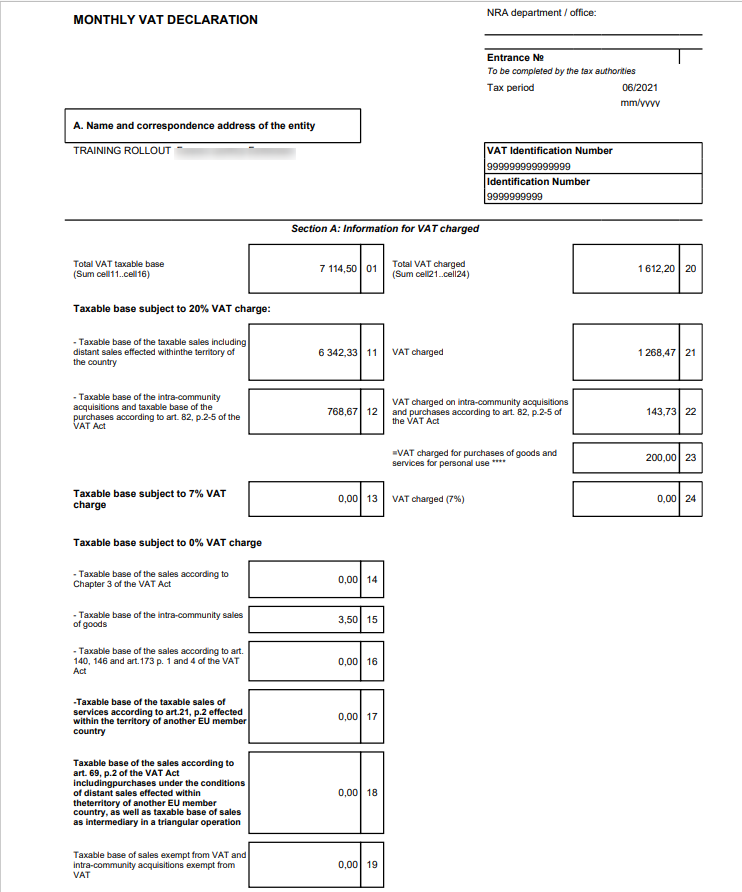 MONTHLY VAT DECLARATION
NRA department / office:
Entrance №
To be completed by the tax authorities
Tax period 06/2021
mm/yyyy
A. Name and correspondence address of the entity
TRAINING ROLLOUT
VAT Identification Number
999999999999999
Identification Number
9999999999
Section A: Information for VAT charged
Total VAT taxable base
(Sum cell11..cell16)
7 114,50 01
Total VAT charged
(Sum cell21..cell24)
1 612,20 20
Taxable base subject to 20% VAT charge:
- Taxable base of the taxable sales including
distant sales effected withinthe territory of
the country
6 342,33 11
VAT charged
1 268,47 21
- Taxable base of the intra-community
acquisitions and taxable base of the
purchases according to art. 82, p.2-5 of the
VAT Act
768,67 12
VAT charged on intra-community acquisitions
and purchases according to art. 82, p.2-5 of
the VAT Act
143,73 22
=VAT charged for purchases of goods and
services for personal use ****
200,00 23
Taxable base subject to 7% VAT
charge
0,00 13
VAT charged (7%)
0,00 24
Taxable base subject to 0% VAT charge
- Taxable base of the sales according to
Chapter 3 of the VAT Act
0,00 14
- Taxable base of the intra-community sales
of goods
3,50 15
- Taxable base of the sales according to art.
140, 146 and art.173 p. 1 and 4 of the VAT
Act
0,00 16
-Taxable base of the taxable sales of
services according to art.21, p.2 effected
within the territory of another EU member
country
0,00 17
Taxable base of the sales according to
art. 69, p.2 of the VAT Act
includingpurchases under the conditions
of distant sales effected within
theterritory of another EU member
country, as well as taxable base of sales
as intermediary in a triangular operation
0,00 18
Taxable base of sales exempt from VAT and
intra-community acquisitions exempt from
VAT
0,00 19